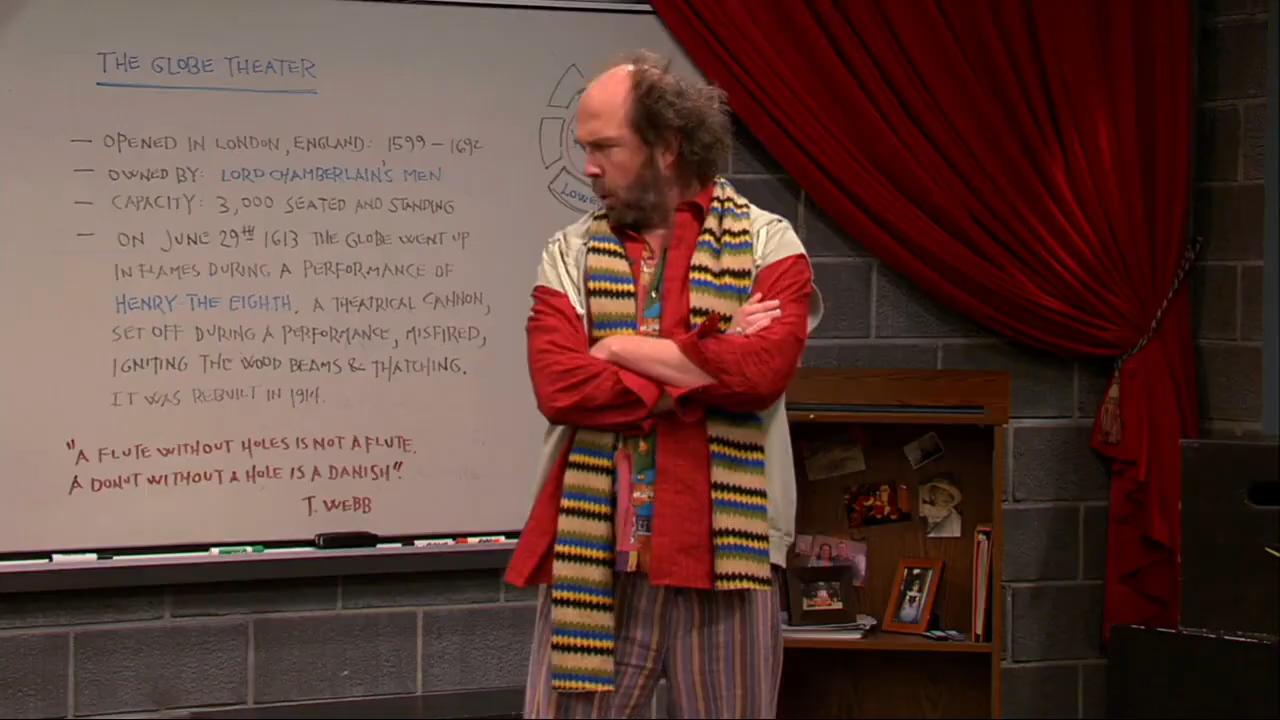 THE GLOBE THEATER
— OPENED IN LONDON, ENGLAND: 1599 – 1692
— OWNED BY: LORD CHAMBERLAIN'S MEN
— CAPACITY: 3,000 SEATED AND STANDING
— ON JUNE 29TH 1613 THE GLOBE WENT UP
IN FLAMES DURING A PERFORMANCE OF
HENRY THE EIGHTH. A THEATRICAL CANNON,
SET OFF DURING A PERFORMANCE, MISFIRED,
IGNITING THE WOOD BEAMS & THATCHING.
IT WAS REBUILT IN 1914.
"A FLUTE WITHOUT HOLES IS NOT A FLUTE.
A DONUT WITHOUT A HOLE IS A DANISH".
T. WEBB